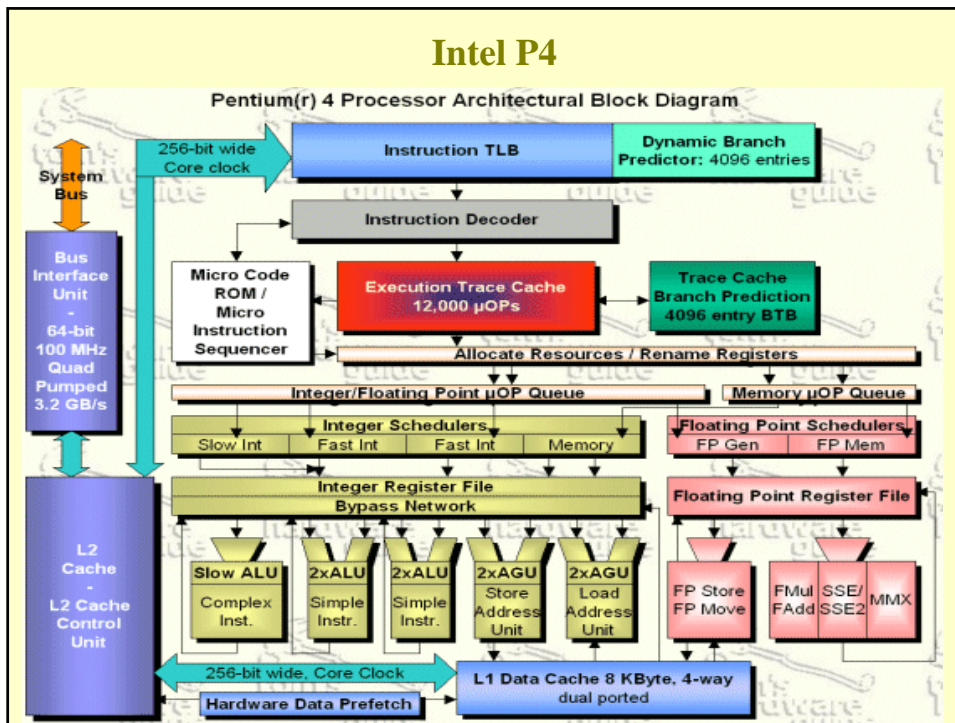 Intel P4
Pentium(r) 4 Processor Architectural Block Diagram
256-bit wide
Core clock
Instruction TLB
Dynamic Branch
Predictor: 4096 entries
System
Bus
Instruction Decoder
Bus
Interface
Unit
-
64-bit
100 MHz
Quad
Pumped
3.2 GB/s
Micro Code
ROM /
Micro
Instruction
Sequencer
Execution Trace Cache
12,000 µOPs
Trace Cache
Branch Prediction
4096 entry BTB
Allocate Resources / Rename Registers
Integer/Floating Point µOP Queue
Memory µOP Queue
Integer Schedulers
Slow Int
Fast Int
Fast Int
Memory
Floating Point Schedulers
FP Gen
FP Mem
Integer Register File
Bypass Network
Floating Point Register File
L2
Cache
-
L2 Cache
Control
Unit
Slow ALU
Complex
Inst.
2xALU
Simple
Instr.
2xALU
Simple
Instr.
2xAGU
Store
Address
Unit
2xAGU
Load
Address
Unit
FP Store
FP Move
FMul
FAdd
SSE/
SSE2
MMX
256-bit wide, Core Clock
L1 Data Cache 8 KByte, 4-way
dual ported
Hardware Data Prefetch
tom's
hardware
guide